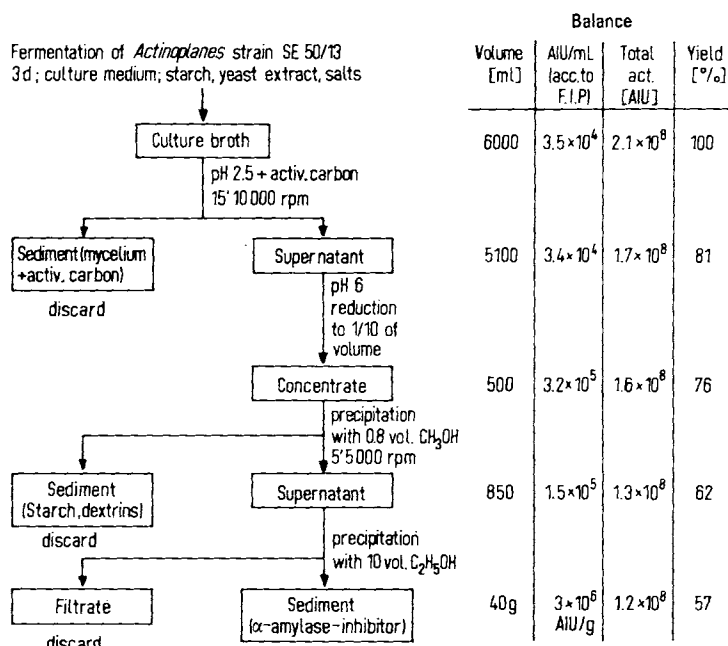 Balance
Fermentation of Actinoplanes strain SE 50/13
3d; culture medium; starch, yeast extract, salts
Volume [ml]
AIU/mL (acc. to F.I.P)
Total act. [AIU]
Yield [%]
Culture broth
6000
3.5×10⁴
2.1×10⁸
100
pH 2.5 + activ. carbon
15' 10 000 rpm
Sediment (mycelium
+activ. carbon)
discard
Supernatant
5100
3.4×10⁴
1.7×10⁸
81
pH 6
reduction
to 1/10 of
volume
Concentrate
500
3.2×10⁵
1.6×10⁸
76
precipitation
with 0.8 vol. CH₃OH
5' 5 000 rpm
Sediment
(Starch, dextrins)
discard
Supernatant
850
1.5×10⁵
1.3×10⁸
62
precipitation
with 10 vol. C₂H₅OH
Filtrate
discard
Sediment
(α-amylase-inhibitor)
40g
3×10⁶
AIU/g
1.2×10⁸
57